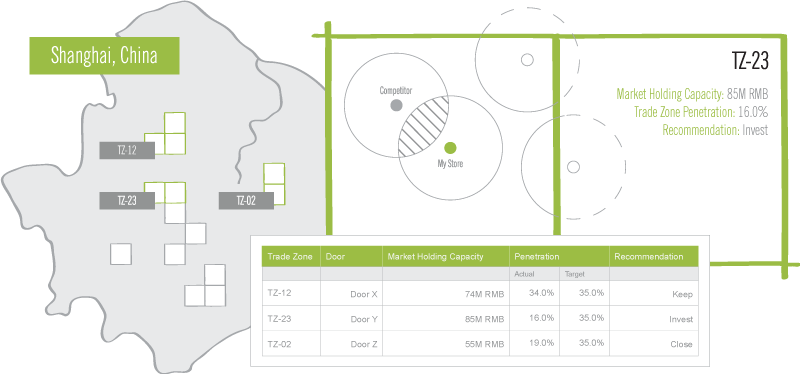 Shanghai, China
TZ-12
TZ-23
TZ-02
Competitor
My Store
TZ-23
Market Holding Capacity: 85M RMB
Trade Zone Penetration: 16.0%
Recommendation: Invest
Trade Zone Door Market Holding Capacity Penetration Recommendation
Actual Target
TZ-12 Door X 74M RMB 34.0% 35.0% Keep
TZ-23 Door Y 85M RMB 16.0% 35.0% Invest
TZ-02 Door Z 55M RMB 19.0% 35.0% Close